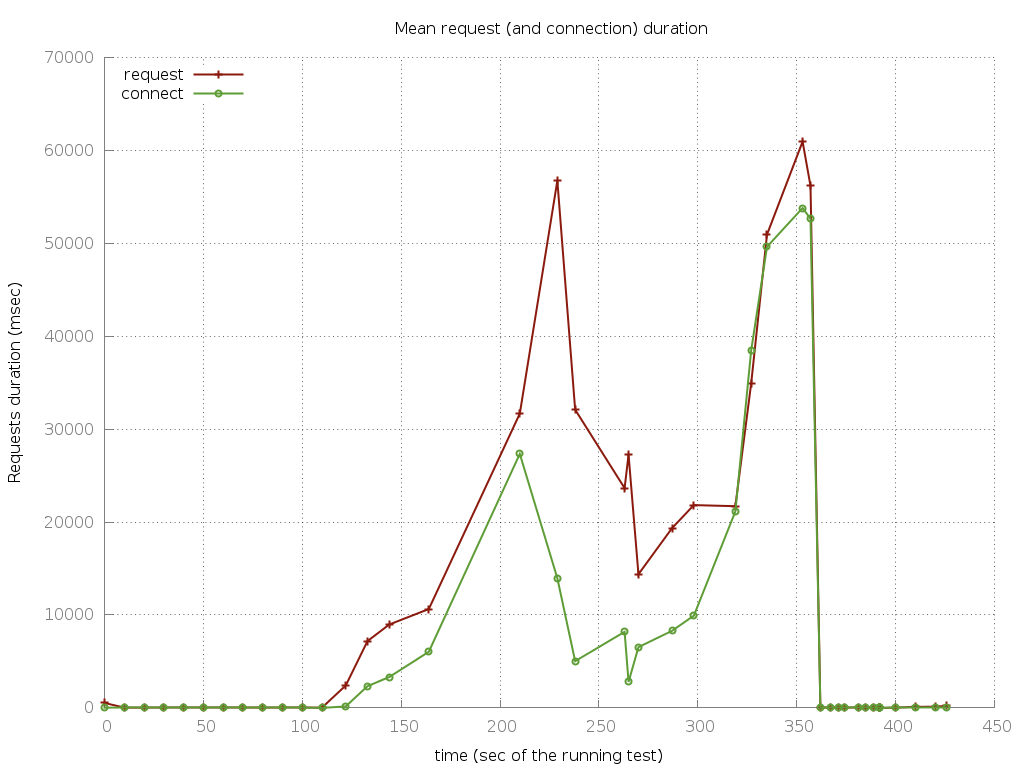 Mean request (and connection) duration
request
connect
70000
60000
50000
40000
30000
20000
10000
0
Requests duration (msec)
0 50 100 150 200 250 300 350 400 450
time (sec of the running test)